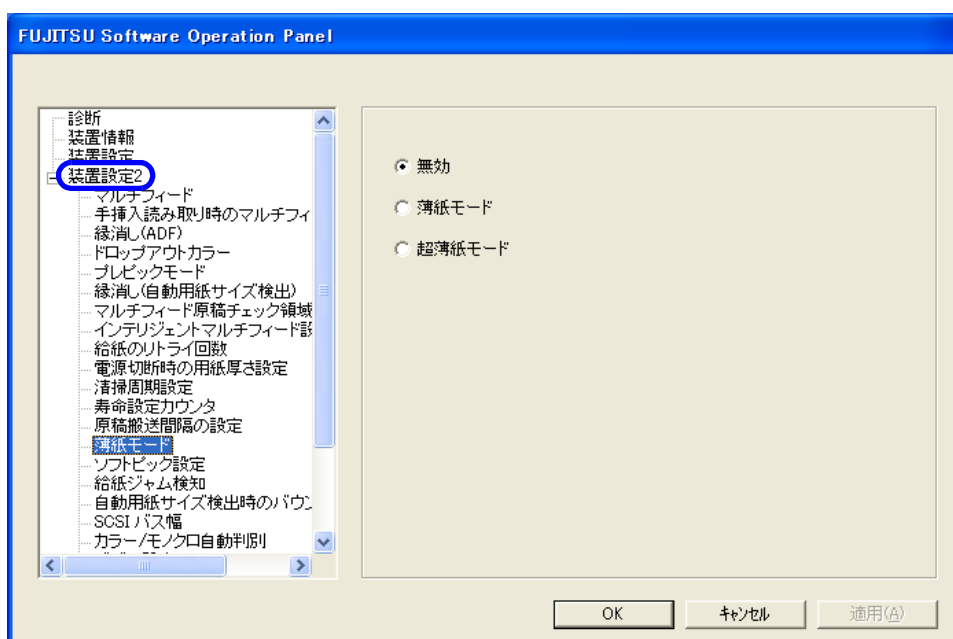 FUJITSU Software Operation Panel
診断
装置情報
装置設定
装置設定2
マルチフィード
手挿入読み取り時のマルチフィ
縁消し(ADF)
ドロップアウトカラー
プレピックモード
縁消し(自動用紙サイズ検出)
マルチフィード原稿チェック領域
インテリジェントマルチフィード設
給紙のリトライ回数
電源切断時の用紙厚さ設定
清掃周期設定
寿命設定カウンタ
原稿搬送間隔の設定
薄紙モード
ソフトピック設定
給紙ジャム検知
自動用紙サイズ検出時のバウン
SCSI バス幅
カラー/モノクロ自動判別
無効
薄紙モード
超薄紙モード
OK
キャンセル
適用(A)